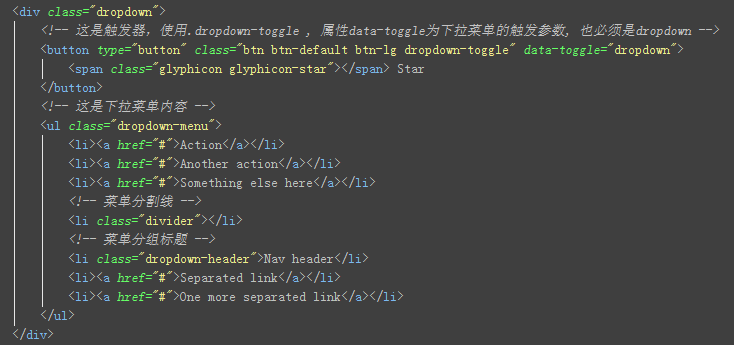 <div class="dropdown">
<!-- 这是触发器，使用.dropdown-toggle , 属性data-toggle为下拉菜单的触发参数, 也必须是dropdown -->
<button type="button" class="btn btn-default btn-lg dropdown-toggle" data-toggle="dropdown">
<span class="glyphicon glyphicon-star"></span> Star
</button>
<!-- 这是下拉菜单内容 -->
<ul class="dropdown-menu">
<li><a href="#">Action</a></li>
<li><a href="#">Another action</a></li>
<li><a href="#">Something else here</a></li>
<!-- 菜单分割线 -->
<li class="divider"></li>
<!-- 菜单分组标题 -->
<li class="dropdown-header">Nav header</li>
<li><a href="#">Separated link</a></li>
<li><a href="#">One more separated link</a></li>
</ul>
</div>